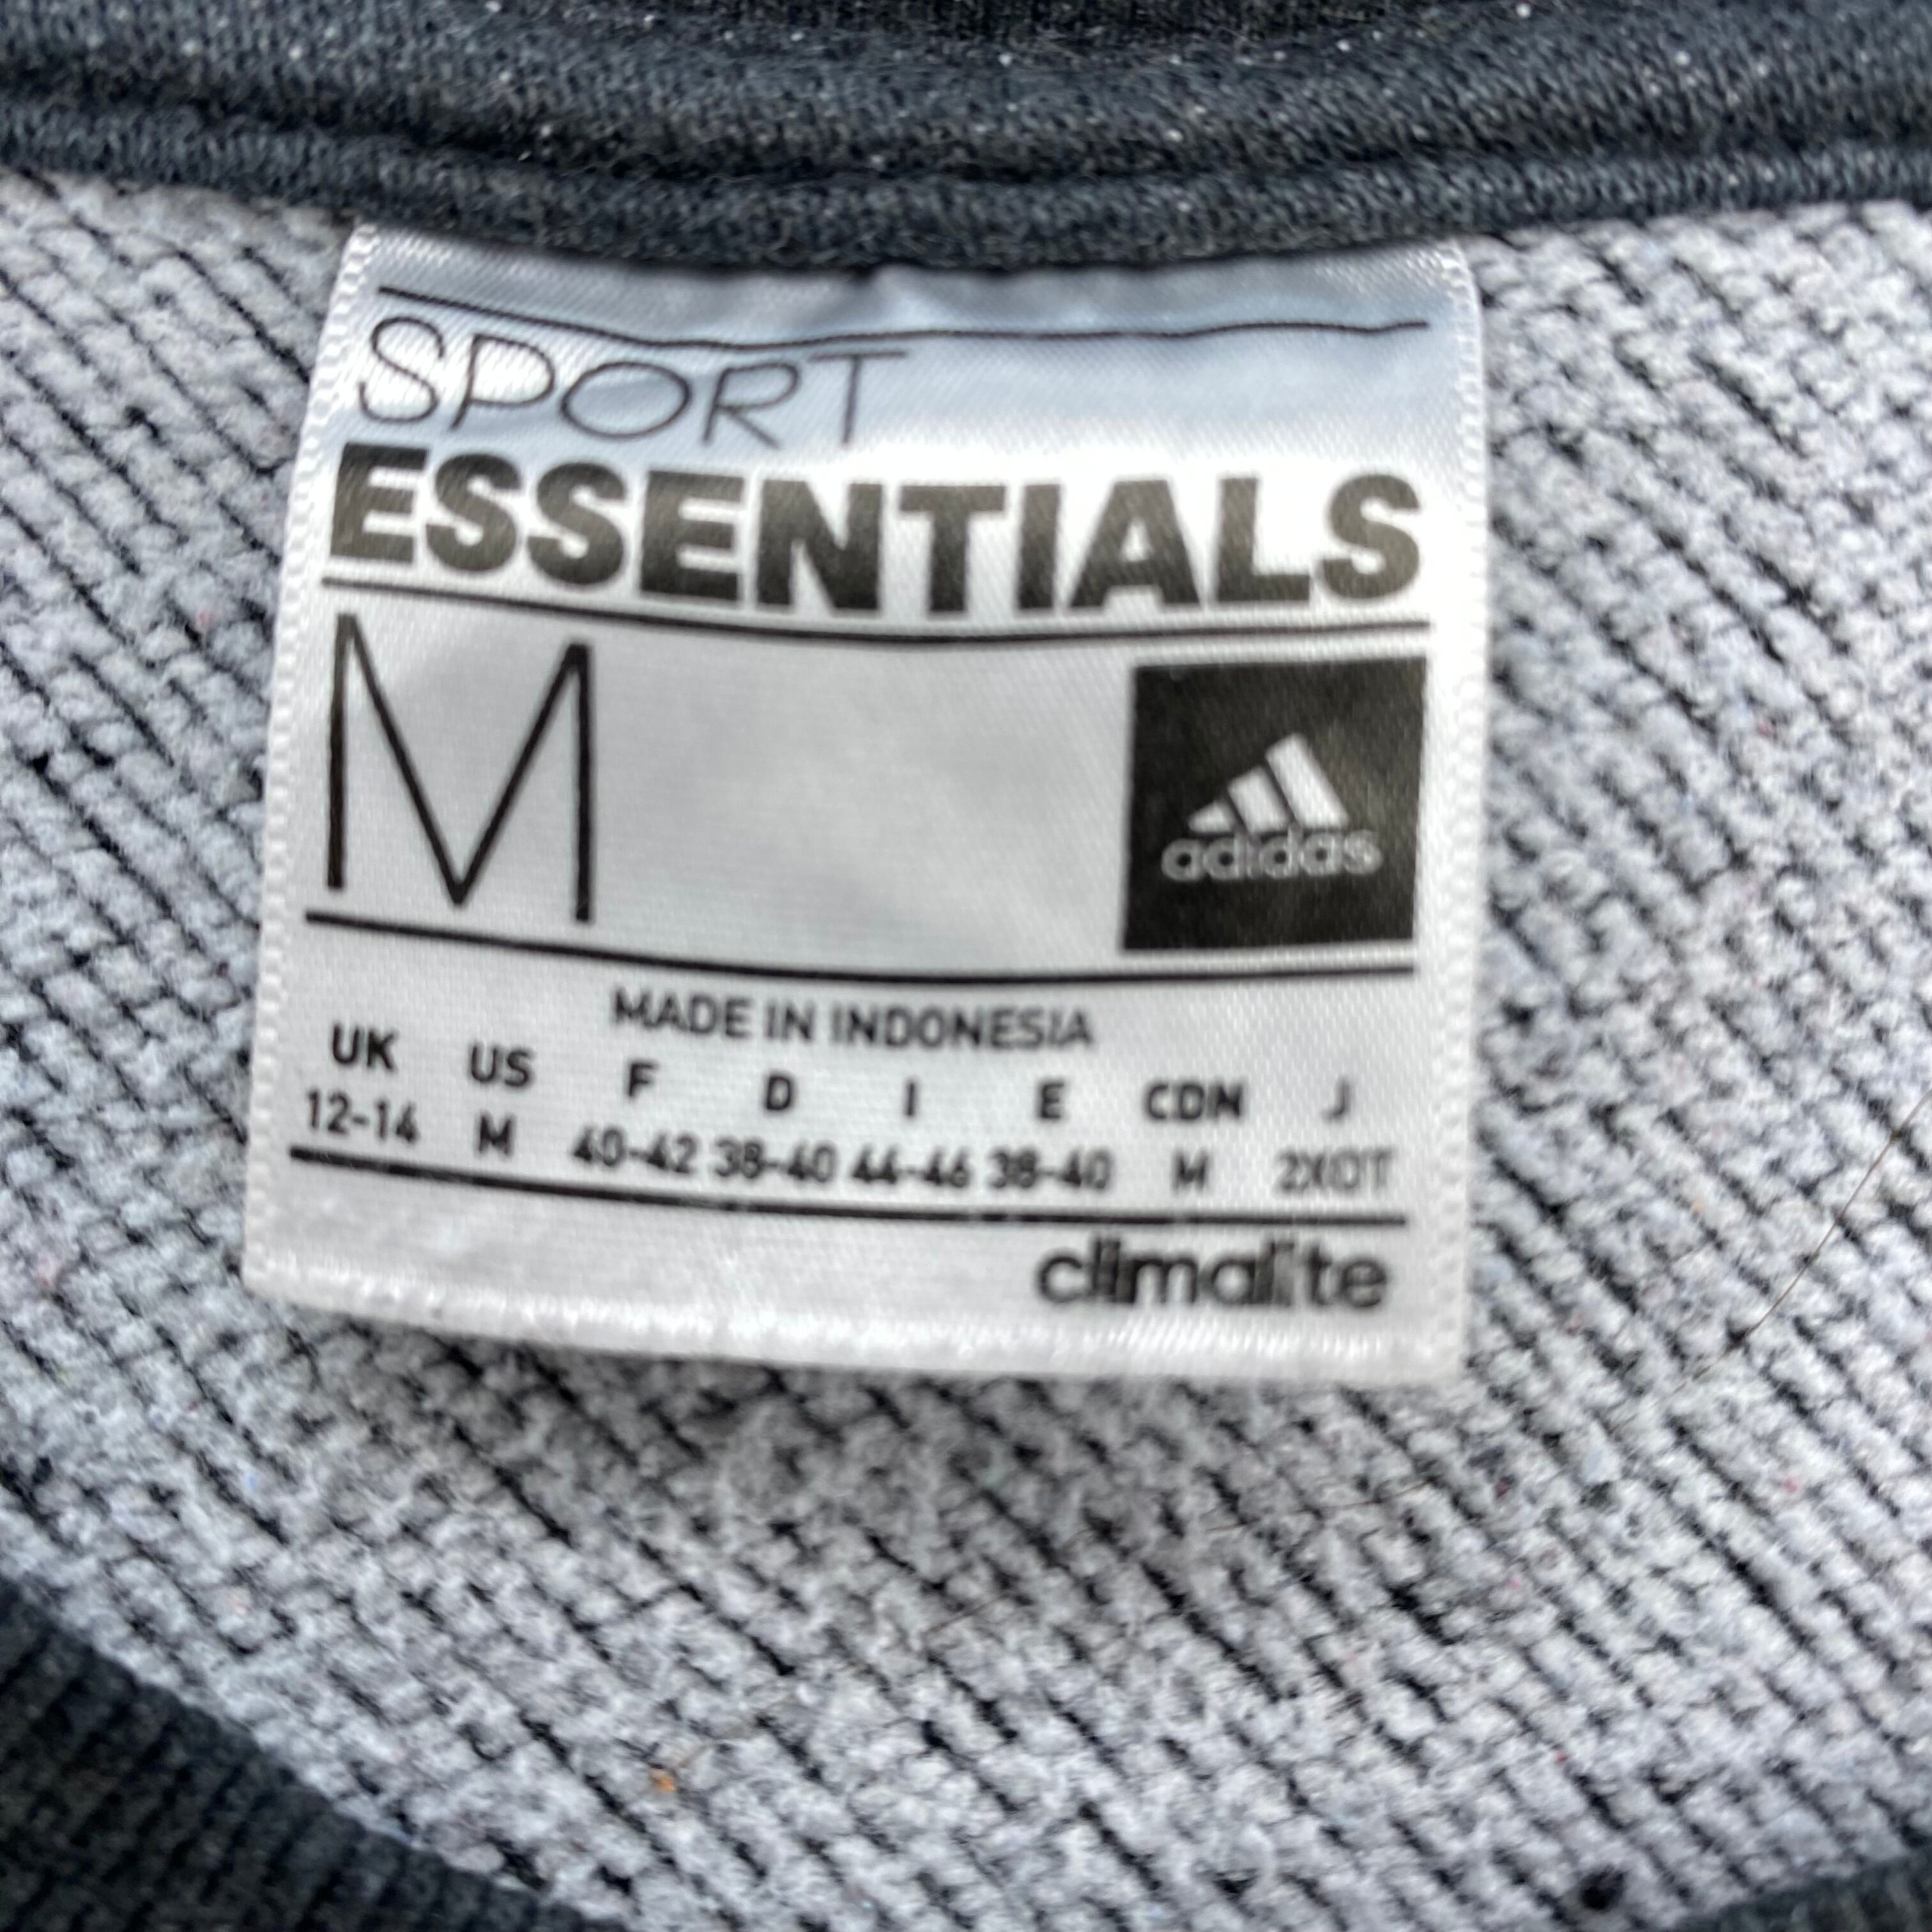 SPORT
ESSENTIALS
M
adidas
MADE IN INDONESIA
UK US F D I E CDN J
12-14 M 40-42 38-40 44-46 38-40 M 2XOT
climalite